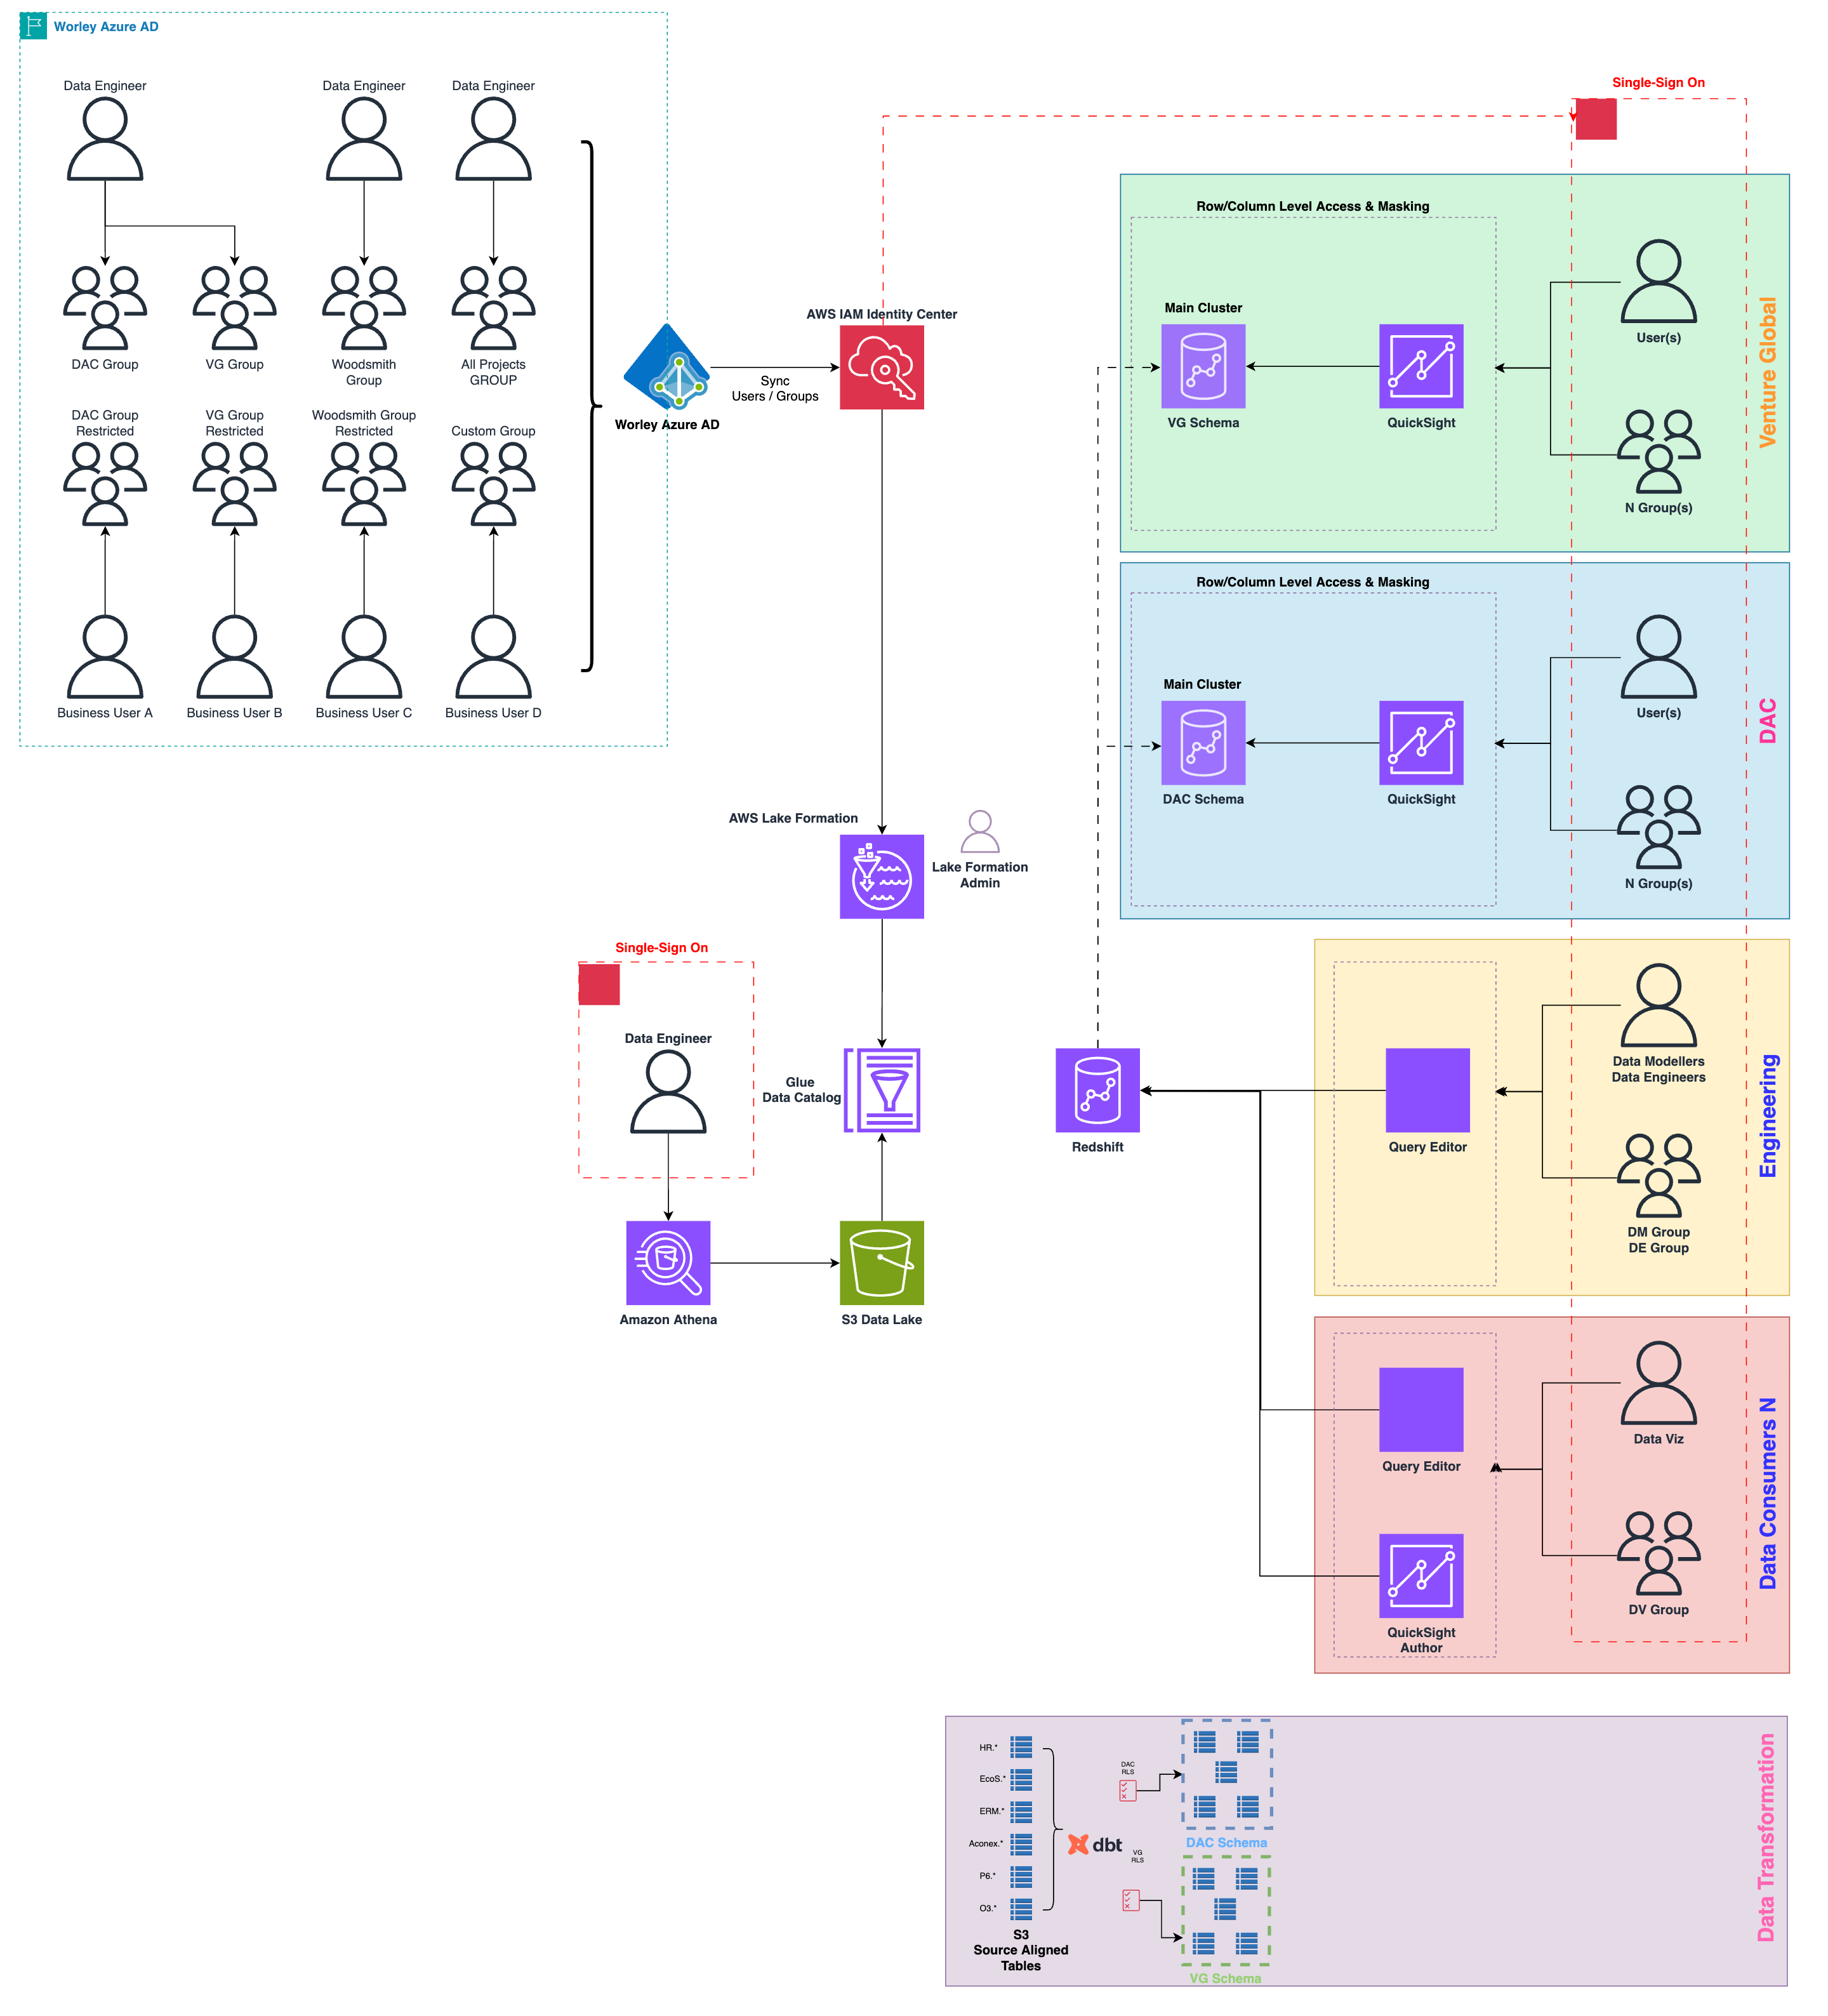 Worley Azure AD
Data Engineer
Data Engineer
Data Engineer
DAC Group
VG Group
Woodsmith
Group
All Projects
GROUP
DAC Group
Restricted
VG Group
Restricted
Woodsmith Group
Restricted
Custom Group
Business User A
Business User B
Business User C
Business User D
Worley Azure AD
Sync
Users / Groups
AWS IAM Identity Center
Single-Sign On
Row/Column Level Access & Masking
Main Cluster
VG Schema
QuickSight
User(s)
N Group(s)
Venture Global
Row/Column Level Access & Masking
Main Cluster
DAC Schema
QuickSight
User(s)
N Group(s)
DAC
AWS Lake Formation
Lake Formation
Admin
Single-Sign On
Data Engineer
Glue
Data Catalog
Amazon Athena
S3 Data Lake
Redshift
Query Editor
Data Modellers
Data Engineers
DM Group
DE Group
Engineering
Query Editor
QuickSight
Author
Data Viz
DV Group
Data Consumers N
HR.*
EcoS.*
ERM.*
Aconex.*
P6.*
O3.*
S3
Source Aligned
Tables
dbt
DAC
RLS
VG
RLS
DAC Schema
VG Schema
Data Transformation